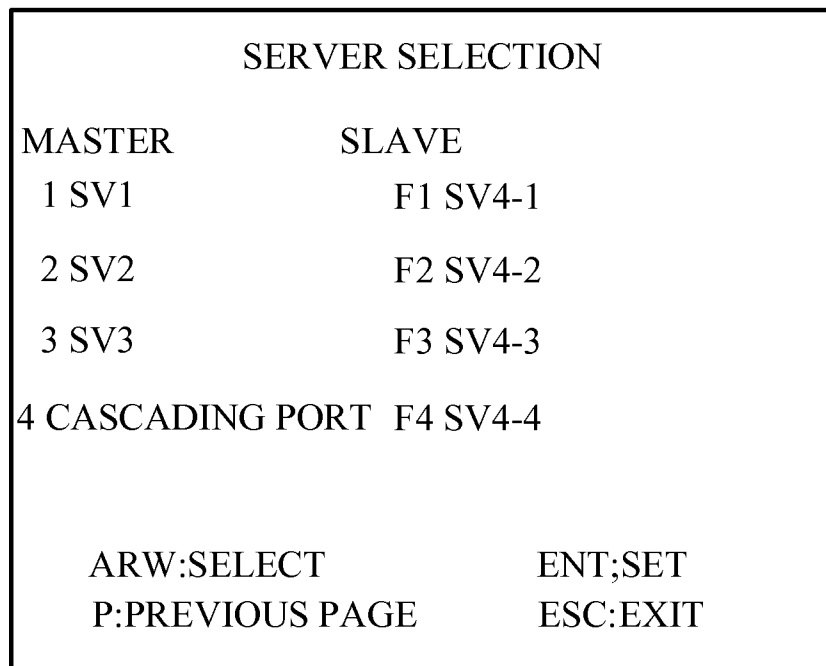 SERVER SELECTION
MASTER SLAVE
1 SV1 F1 SV4-1
2 SV2 F2 SV4-2
3 SV3 F3 SV4-3
4 CASCADING PORT F4 SV4-4
ARW:SELECT ENT;SET
P:PREVIOUS PAGE ESC:EXIT